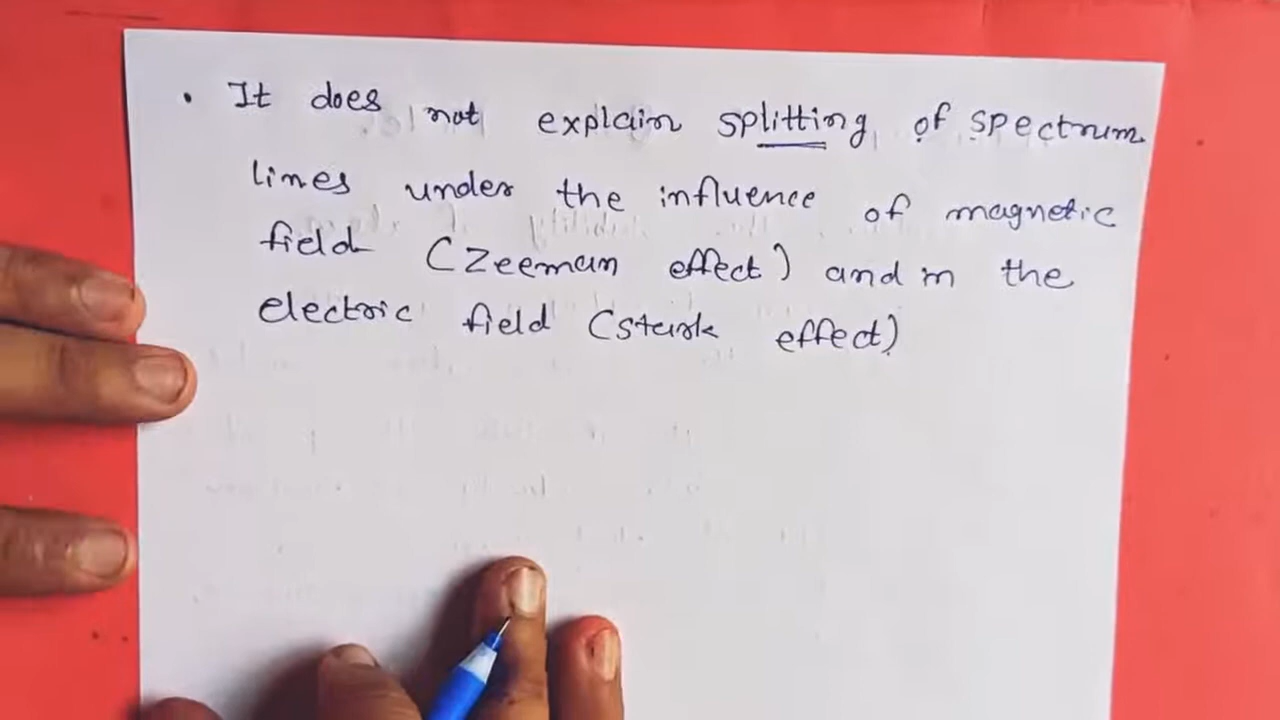 • It does not explain splitting of spectrum
lines under the influence of magnetic
field (Zeeman effect) and in the
electric field (stark effect)